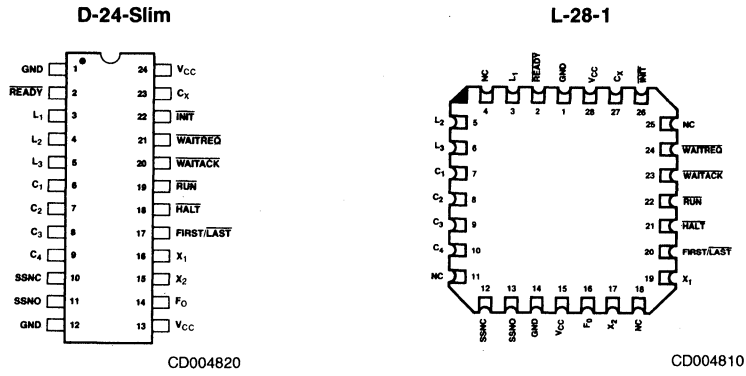 D-24-Slim
GND 1 24 VCC
READY 2 23 CX
L1 3 22 INIT
L2 4 21 WAITREQ
L3 5 20 WAITACK
C1 6 19 RUN
C2 7 18 HALT
C3 8 17 FIRST/LAST
C4 9 16 X1
SSNC 10 15 X2
SSNO 11 14 FO
GND 12 13 VCC
CD004820
L-28-1
NC L1 READY GND VCC CX INIT
4 3 2 1 28 27 26
L2 5 25 NC
L3 6 24 WAITREQ
C1 7 23 WAITACK
C2 8 22 RUN
C3 9 21 HALT
C4 10 20 FIRST/LAST
NC 11 19 X1
12 13 14 15 16 17 18
SSNC SSNO GND VCC FO X2 NC
CD004810